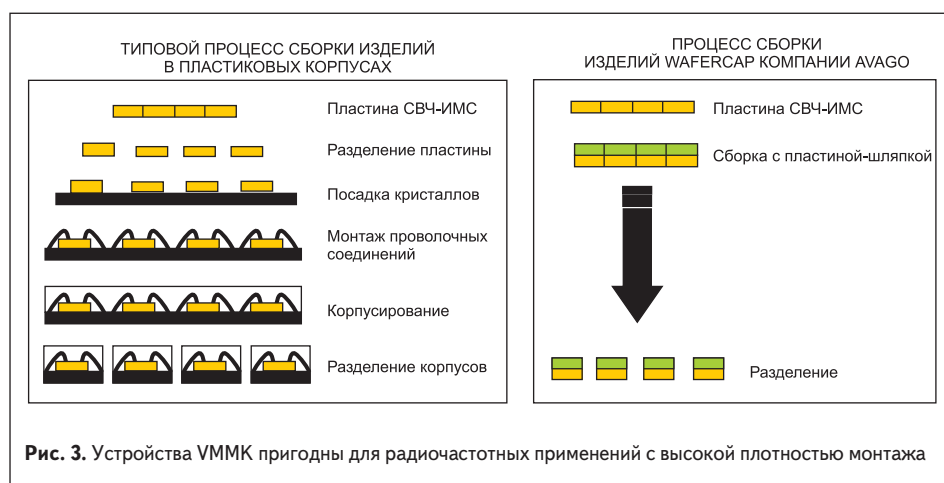 ТИПОВОЙ ПРОЦЕСС СБОРКИ ИЗДЕЛИЙ
В ПЛАСТИКОВЫХ КОРПУСАХ
Пластина СВЧ-ИМС
Разделение пластины
Посадка кристаллов
Монтаж проволочных
соединений
Корпусирование
Разделение корпусов
ПРОЦЕСС СБОРКИ
ИЗДЕЛИЙ WAFERCAP КОМПАНИИ AVAGO
Пластина СВЧ-ИМС
Сборка с пластиной-шляпкой
Разделение
Рис. 3. Устройства VMMK пригодны для радиочастотных применений с высокой плотностью монтажа